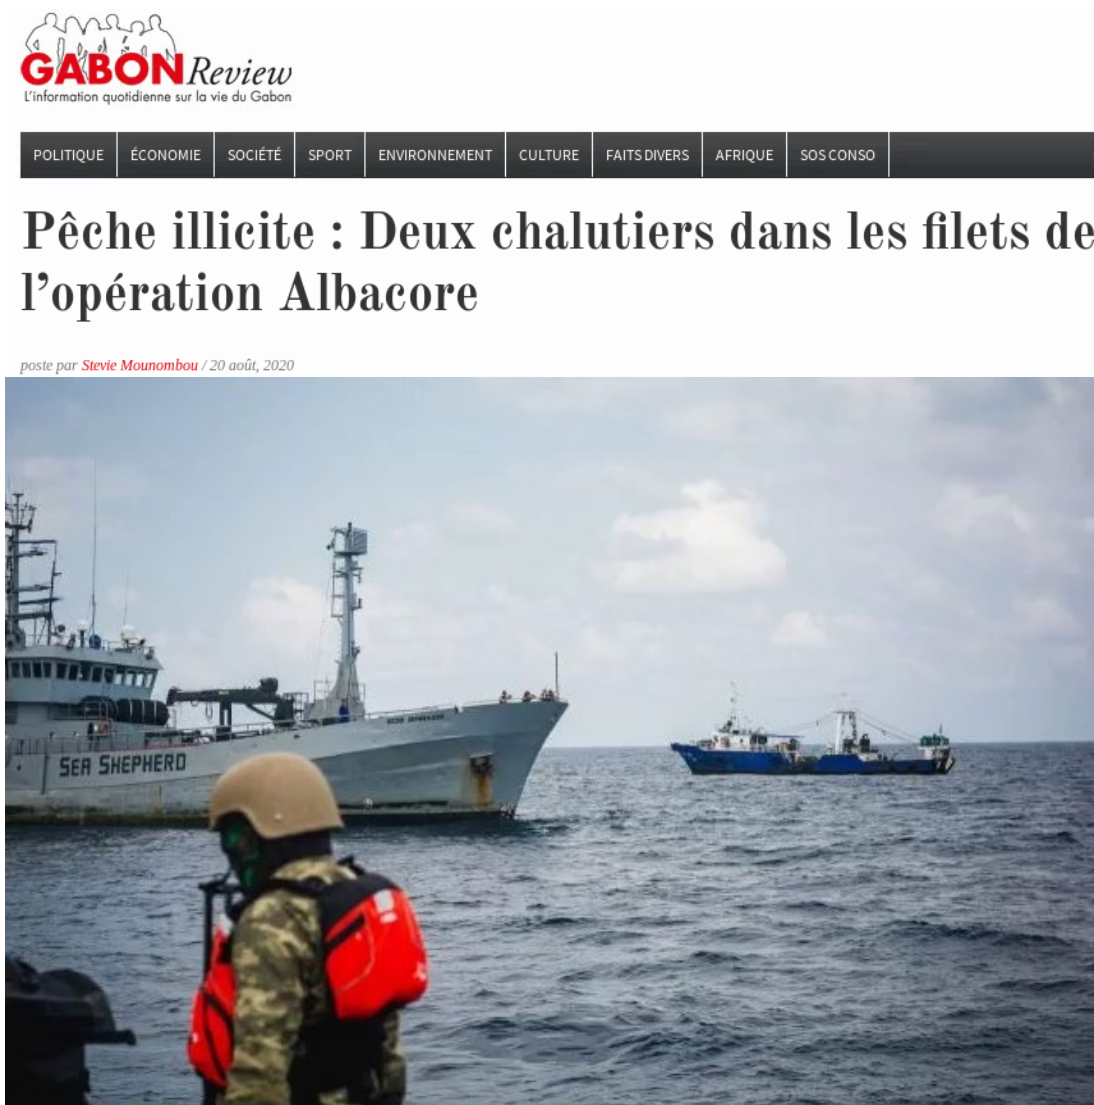 GABON Review
L'information quotidienne sur la vie du Gabon
POLITIQUE ÉCONOMIE SOCIÉTÉ SPORT ENVIRONNEMENT CULTURE FAITS DIVERS AFRIQUE SOS CONSO
Pêche illicite : Deux chalutiers dans les filets de
l’opération Albacore
poste par Stevie Mounombou / 20 août, 2020
SEA SHEPHERD